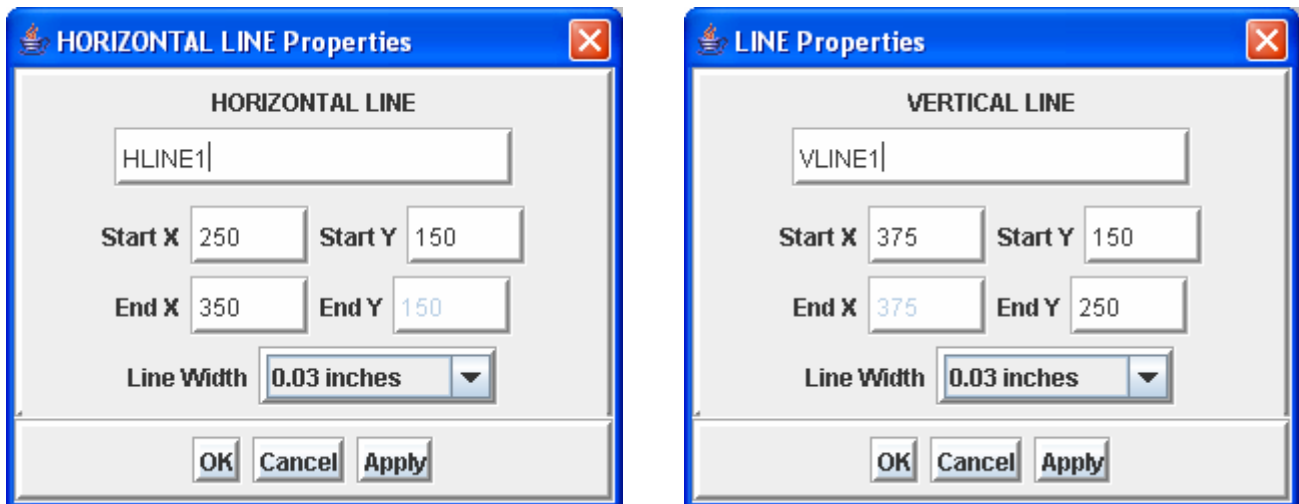 HORIZONTAL LINE Properties
HORIZONTAL LINE
HLINE1
Start X 250 Start Y 150
End X 350 End Y 150
Line Width 0.03 inches
OK Cancel Apply
LINE Properties
VERTICAL LINE
VLINE1
Start X 375 Start Y 150
End X 375 End Y 250
Line Width 0.03 inches
OK Cancel Apply